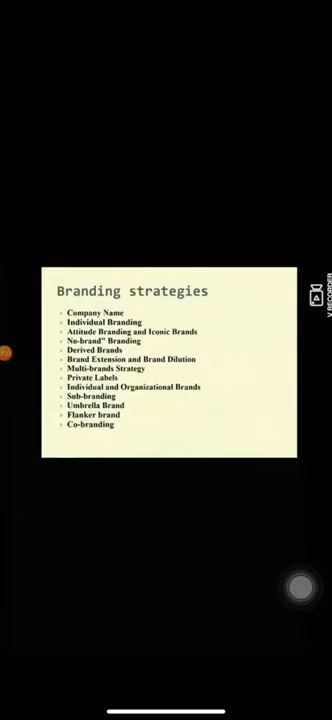 Branding strategies
Company Name
Individual Branding
Attitude Branding and Iconic Brands
No-brand" Branding
Derived Brands
Brand Extension and Brand Dilution
Multi-brands Strategy
Private Labels
Individual and Organizational Brands
Sub-branding
Umbrella Brand
Flanker brand
Co-branding
V RECORDER